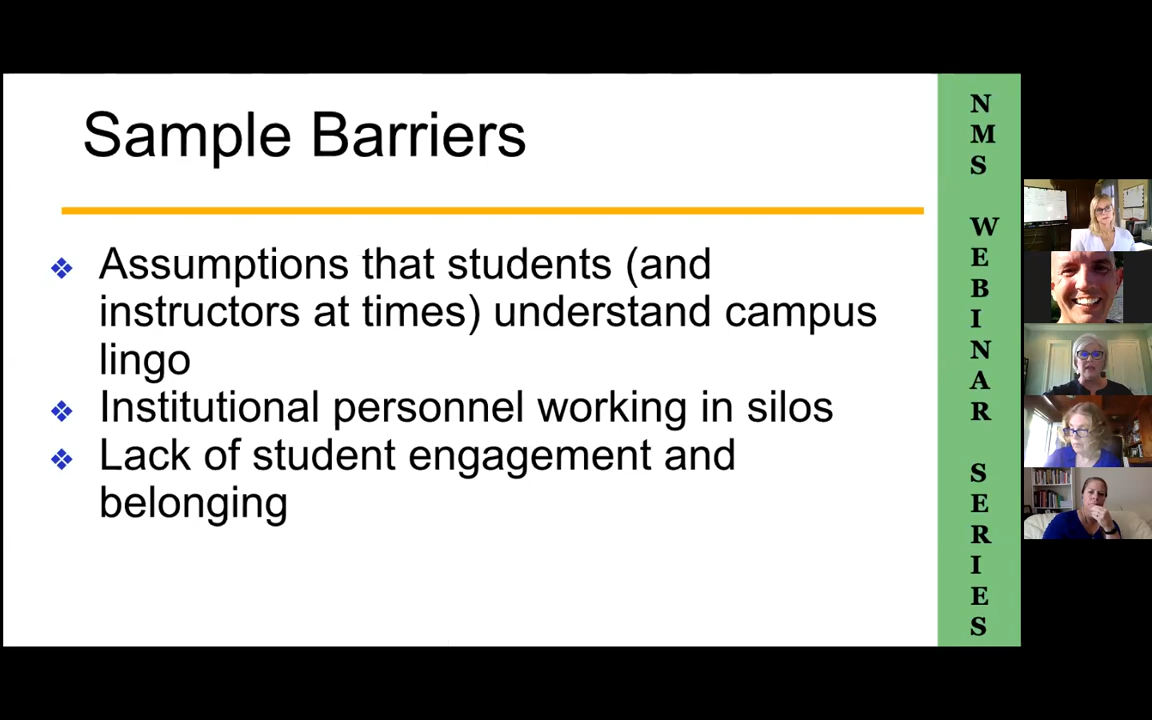 Sample Barriers
❖ Assumptions that students (and
instructors at times) understand campus
lingo
❖ Institutional personnel working in silos
❖ Lack of student engagement and
belonging
NMS WEBINAR SERIES